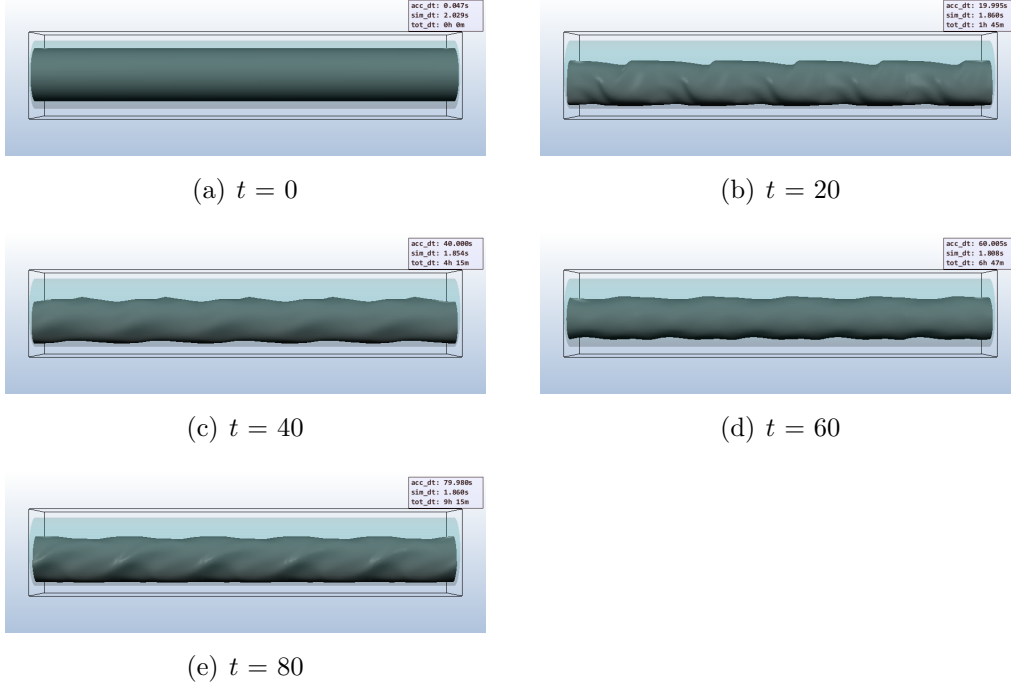 acc_dt: 0.047s
sim_dt: 2.029s
tot_dt: 0h 0m
(a) t = 0
acc_dt: 19.995s
sim_dt: 1.860s
tot_dt: 1h 45m
(b) t = 20
acc_dt: 40.000s
sim_dt: 1.854s
tot_dt: 4h 15m
(c) t = 40
acc_dt: 60.005s
sim_dt: 1.808s
tot_dt: 6h 47m
(d) t = 60
acc_dt: 79.980s
sim_dt: 1.860s
tot_dt: 9h 15m
(e) t = 80